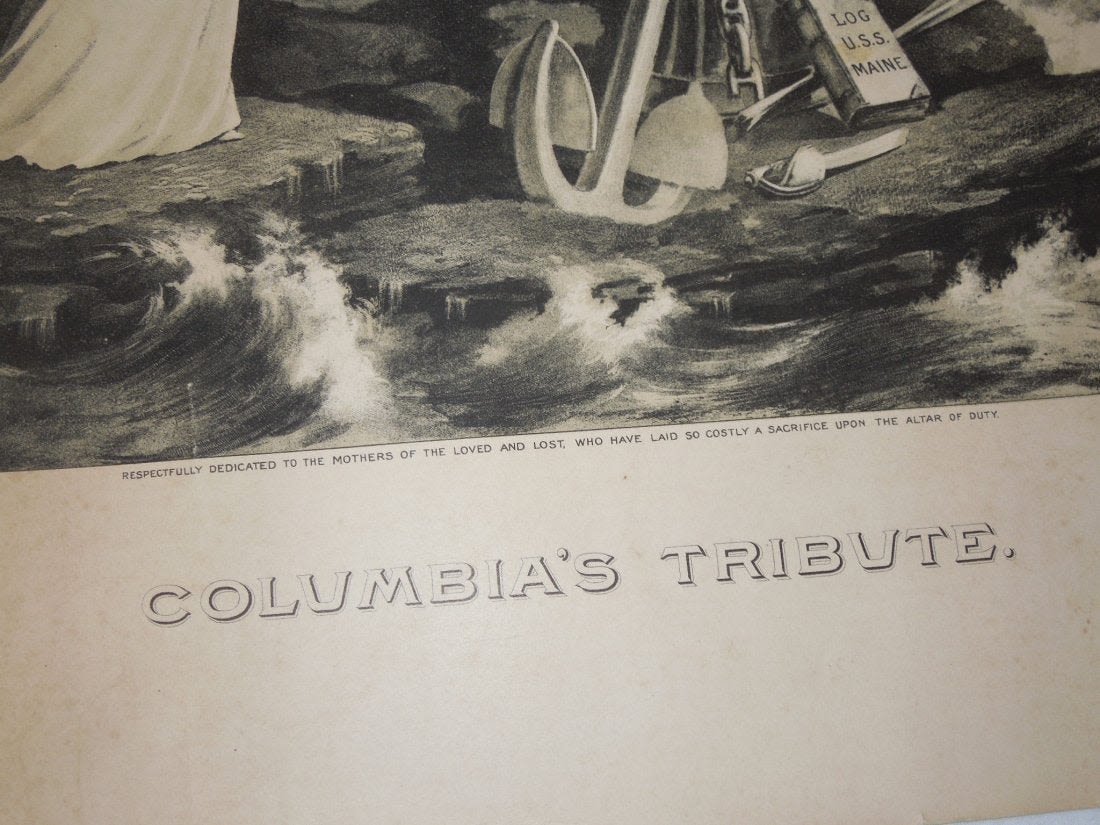 LOG
U.S.S.
MAINE
RESPECTFULLY DEDICATED TO THE MOTHERS OF THE LOVED AND LOST, WHO HAVE LAID SO COSTLY A SACRIFICE UPON THE ALTAR OF DUTY.
COLUMBIA'S TRIBUTE.